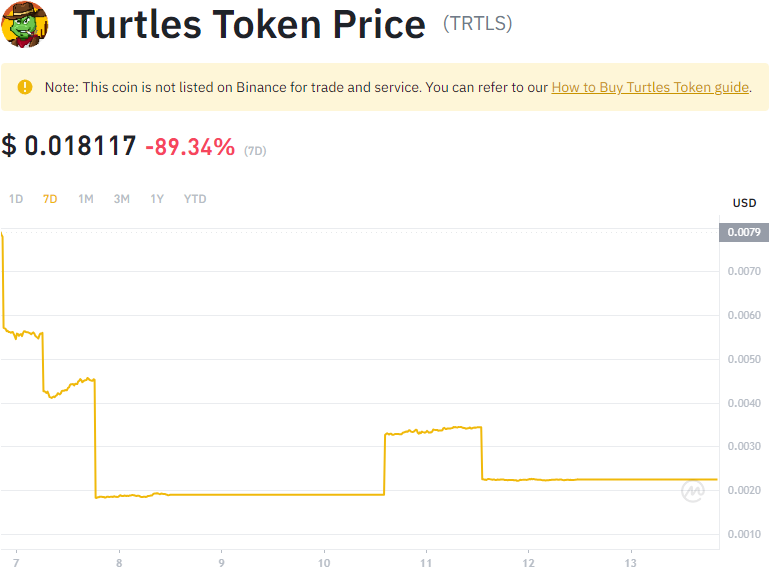 Turtles Token Price (TRTLS)
Note: This coin is not listed on Binance for trade and service. You can refer to our How to Buy Turtles Token guide.
$ 0.018117 -89.34% (7D)
1D 7D 1M 3M 1Y YTD
USD
0.0079
0.0070
0.0060
0.0050
0.0040
0.0030
0.0020
0.0010
7 8 9 10 11 12 13